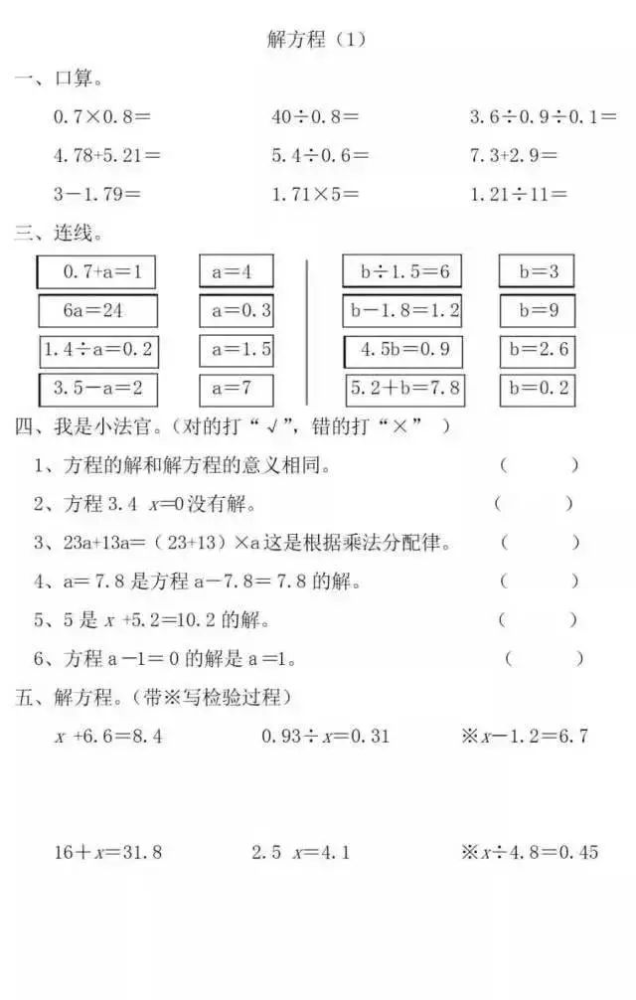 解方程（1）
一、口算。
0.7×0.8＝ 40÷0.8＝ 3.6÷0.9÷0.1＝
4.78+5.21＝ 5.4÷0.6＝ 7.3+2.9＝
3－1.79＝ 1.71×5＝ 1.21÷11＝
三、连线。
0.7+a＝1 a＝4 b÷1.5＝6 b＝3
6a＝24 a＝0.3 b－1.8＝1.2 b＝9
1.4÷a＝0.2 a＝1.5 4.5b＝0.9 b＝2.6
3.5－a＝2 a＝7 5.2＋b＝7.8 b＝0.2
四、我是小法官。（对的打“√”，错的打“×” ）
1、方程的解和解方程的意义相同。 （ ）
2、方程 3.4 x＝0 没有解。 （ ）
3、23a+13a＝（23+13）×a 这是根据乘法分配律。 （ ）
4、a＝ 7.8 是方程 a－7.8＝ 7.8 的解。 （ ）
5、5 是 x +5.2＝10.2 的解。 （ ）
6、方程 a－1＝ 0 的解是 a＝1。 （ ）
五、解方程。（带※写检验过程）
x +6.6＝8.4 0.93÷x＝0.31 ※x－1.2＝6.7
16＋x＝31.8 2.5 x＝4.1 ※x÷4.8＝0.45